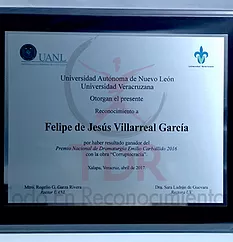 UANL
Universidad Autónoma de Nuevo León
Universidad Veracruzana
Otorgan el presente
Reconocimiento a
Felipe de Jesús Villarreal García
por haber resultado ganador del
Premio Nacional de Dramaturgia Emilio Carballido 2016
con la obra "Corruptocracia".
Xalapa, Veracruz, abril de 2017
Mtro. Rogelio G. Garza Rivera
Rector UANL
Dra. Sara Ladrón de Guevara
Rectora UV
Reconocimientos